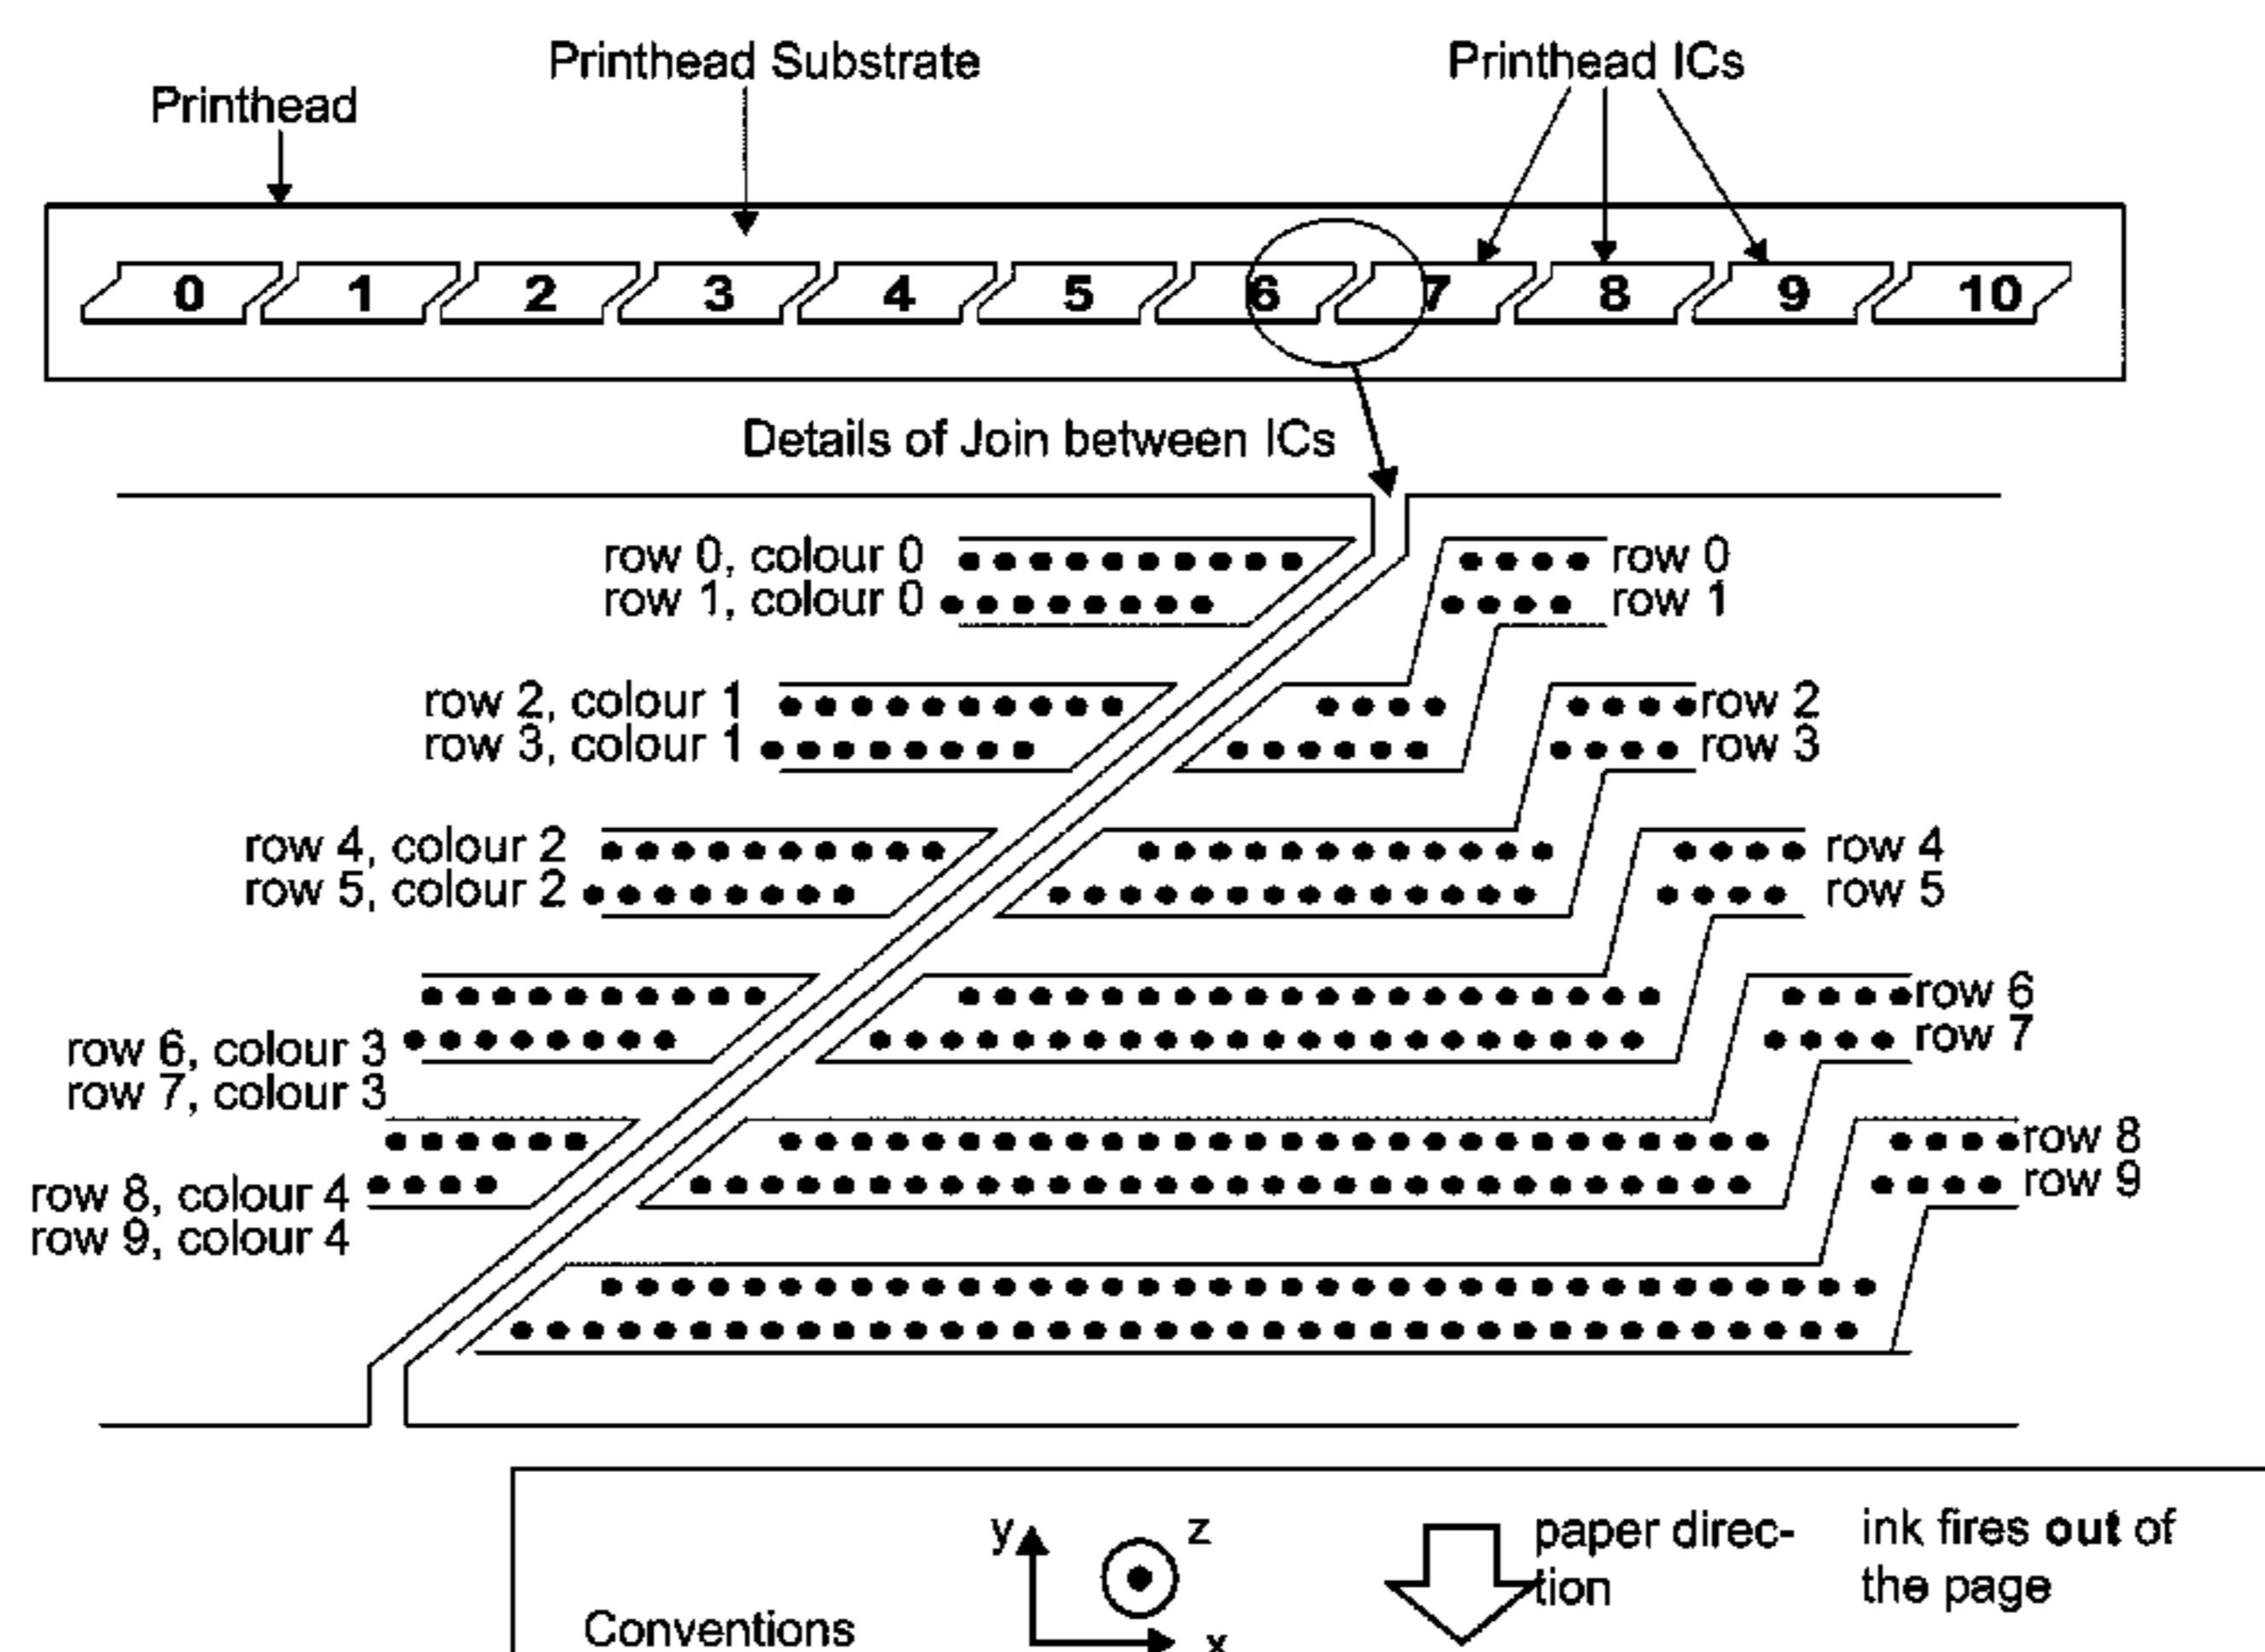 Printhead Substrate
Printhead ICs
Printhead
0 1 2 3 4 5 6 7 8 9 10
Details of Join between ICs
row 0, colour 0
row 0
row 1, colour 0
row 1
row 2, colour 1
row 2
row 3, colour 1
row 3
row 4, colour 2
row 4
row 5, colour 2
row 5
row 6
row 6, colour 3
row 7
row 7, colour 3
row 8
row 8, colour 4
row 9
row 9, colour 4
y
z
paper direc-
tion
ink fires out of
the page
Conventions
x